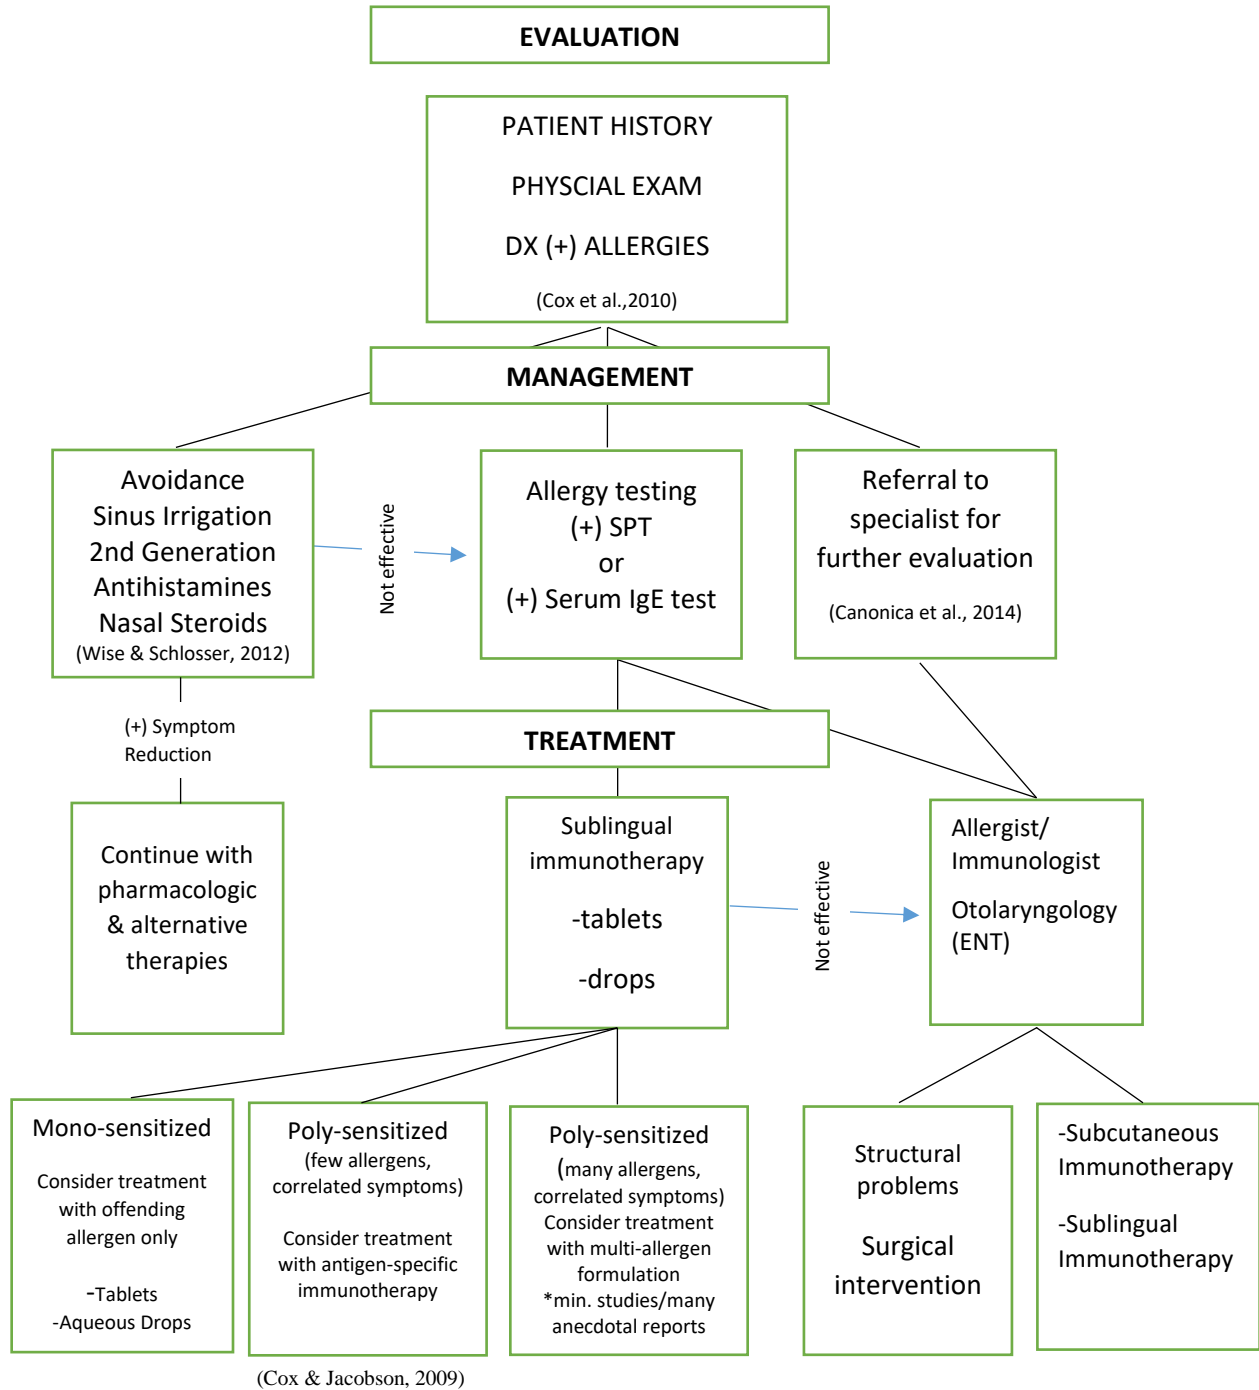 EVALUATION
PATIENT HISTORY
PHYSCIAL EXAM
DX (+) ALLERGIES
(Cox et al.,2010)
MANAGEMENT
Avoidance
Sinus Irrigation
2nd Generation
Antihistamines
Nasal Steroids
(Wise & Schlosser, 2012)
Not effective
Allergy testing
(+) SPT
or
(+) Serum IgE test
Referral to
specialist for
further evaluation
(Canonica et al., 2014)
(+) Symptom
Reduction
TREATMENT
Continue with
pharmacologic
& alternative
therapies
Sublingual
immunotherapy
-tablets
-drops
Not effective
Allergist/
Immunologist
Otolaryngology
(ENT)
Mono-sensitized
Consider treatment
with offending
allergen only
-Tablets
-Aqueous Drops
Poly-sensitized
(few allergens,
correlated symptoms)
Consider treatment
with antigen-specific
immunotherapy
Poly-sensitized
(many allergens,
correlated symptoms)
Consider treatment
with multi-allergen
formulation
*min. studies/many
anecdotal reports
Structural
problems
Surgical
intervention
-Subcutaneous
Immunotherapy
-Sublingual
Immunotherapy
(Cox & Jacobson, 2009)